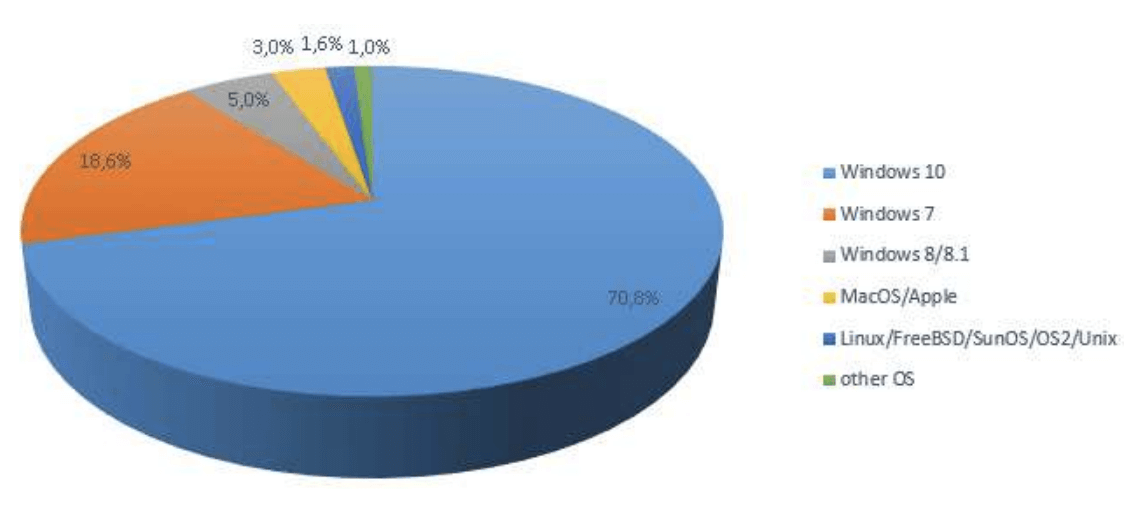 3,0% 1,6% 1,0%
5,0%
18,6%
70,8%
Windows 10
Windows 7
Windows 8/8.1
MacOS/Apple
Linux/FreeBSD/SunOS/OS2/Unix
other OS